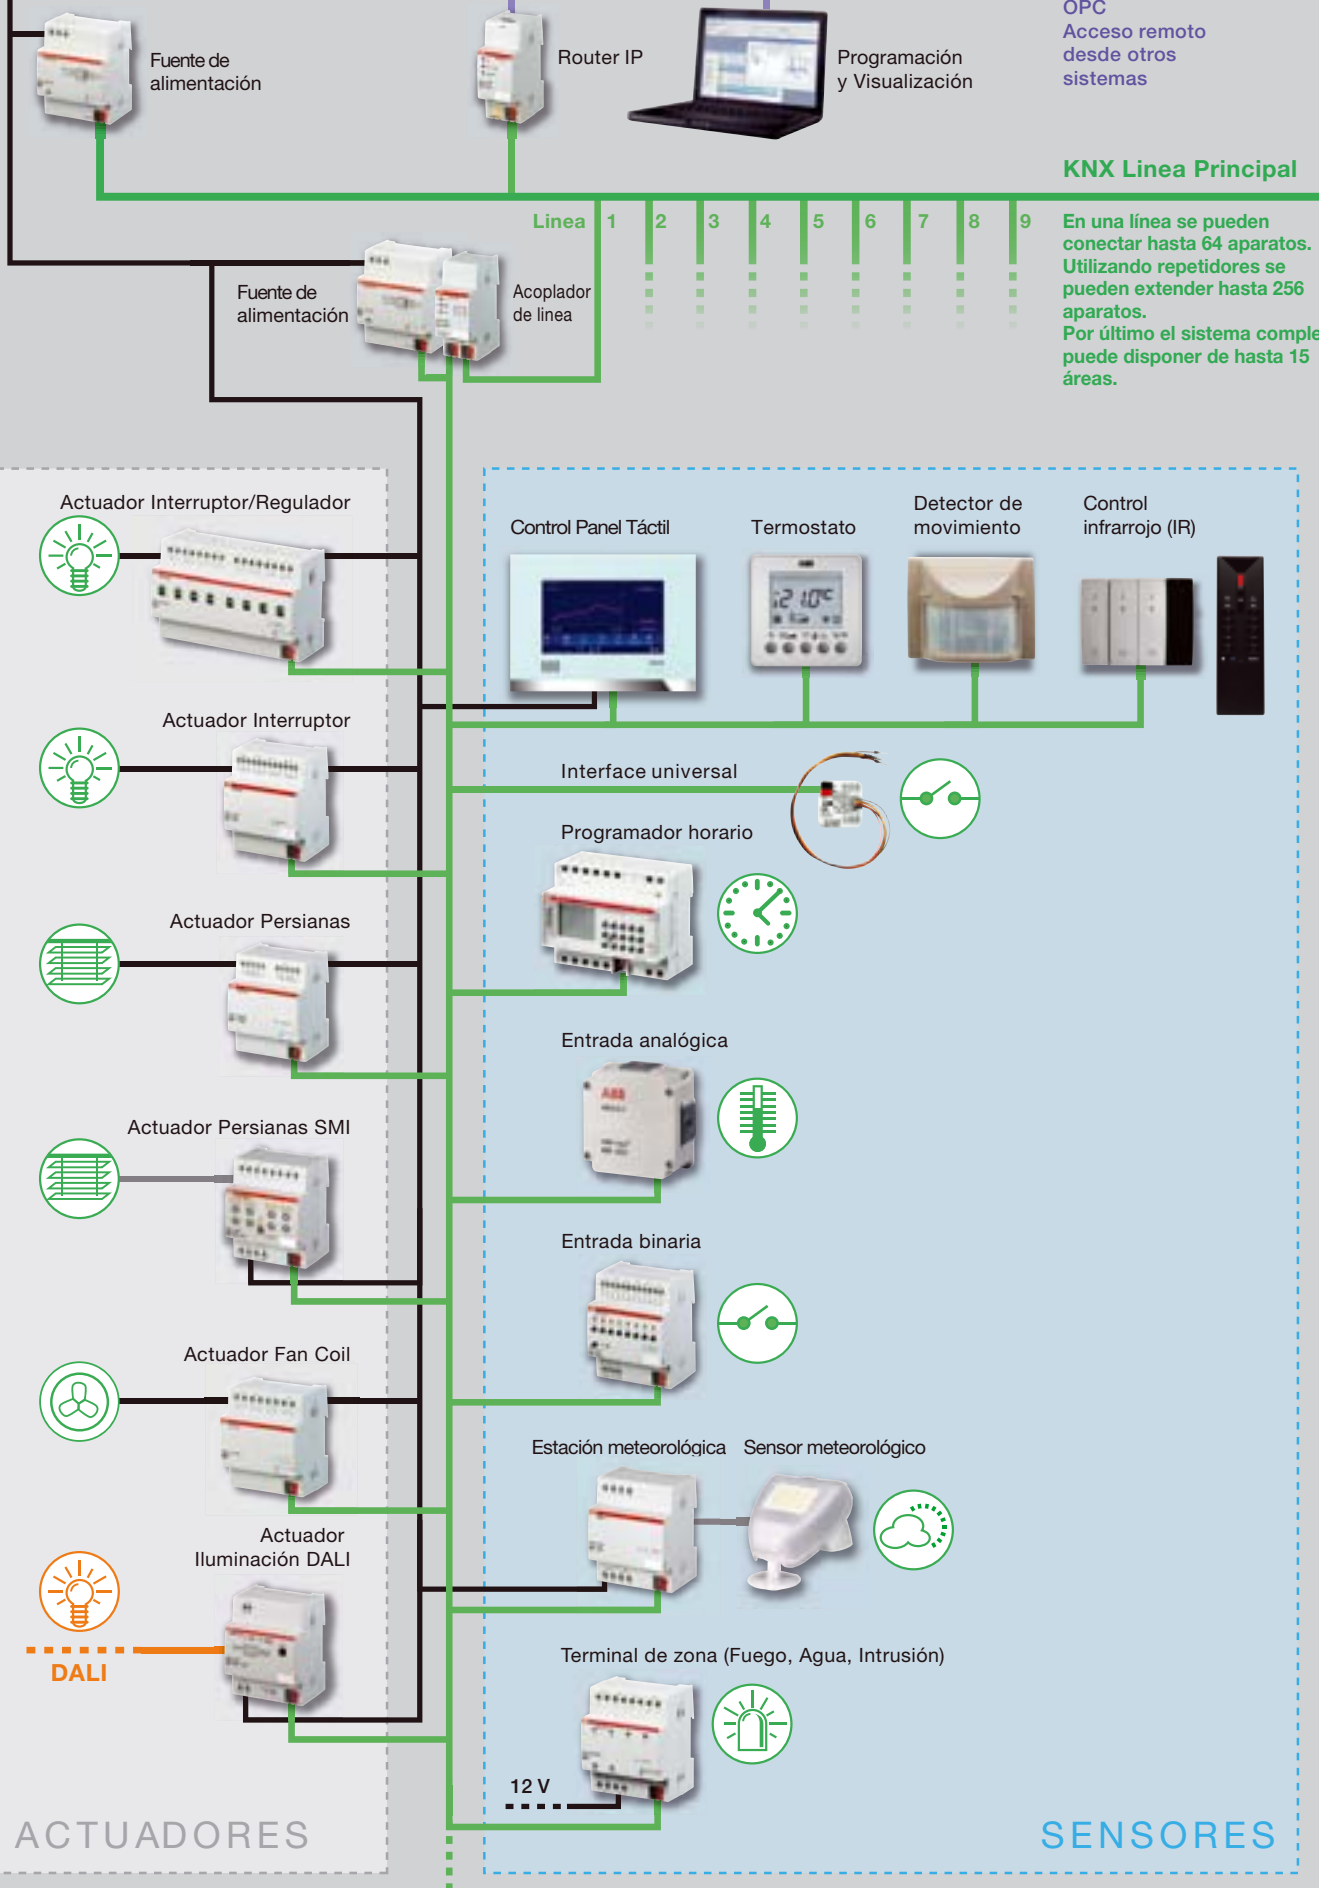 OPC
Acceso remoto
desde otros
sistemas
Fuente de
alimentación
Router IP
Programación
y Visualización
KNX Linea Principal
Linea 1 2 3 4 5 6 7 8 9
En una línea se pueden
conectar hasta 64 aparatos.
Utilizando repetidores se
pueden extender hasta 256
aparatos.
Por último el sistema comple
puede disponer de hasta 15
áreas.
Fuente de
alimentación
Acoplador
de linea
Actuador Interruptor/Regulador
Actuador Interruptor
Actuador Persianas
Actuador Persianas SMI
Actuador Fan Coil
Actuador
Iluminación DALI
DALI
ACTUADORES
Control Panel Táctil
Termostato
21.0°C
Detector de
movimiento
Control
infrarrojo (IR)
Interface universal
Programador horario
Entrada analógica
ABB
Entrada binaria
Estación meteorológica
Sensor meteorológico
Terminal de zona (Fuego, Agua, Intrusión)
12 V
SENSORES